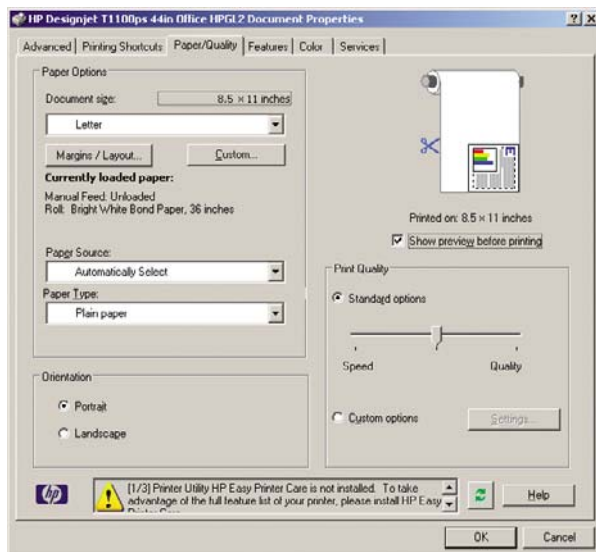 HP Designjet T1100ps 44in Office HPGL2 Document Properties
Advanced
Printing Shortcuts
Paper/Quality
Features
Color
Services
Paper Options
Document size:
8.5 × 11 inches
Letter
Margins / Layout...
Custom...
Currently loaded paper:
Manual Feed: Unloaded
Roll: Bright White Bond Paper, 36 inches
Paper Source:
Automatically Select
Paper Type:
Plain paper
Orientation
Portrait
Landscape
Printed on: 8.5 × 11 inches
Show preview before printing
Print Quality
Standard options
Speed
Quality
Custom options
Settings...
hp
[1/3] Printer Utility HP Easy Printer Care is not installed. To take
advantage of the full feature list of your printer, please install HP Easy
Printer Care
Help
OK
Cancel